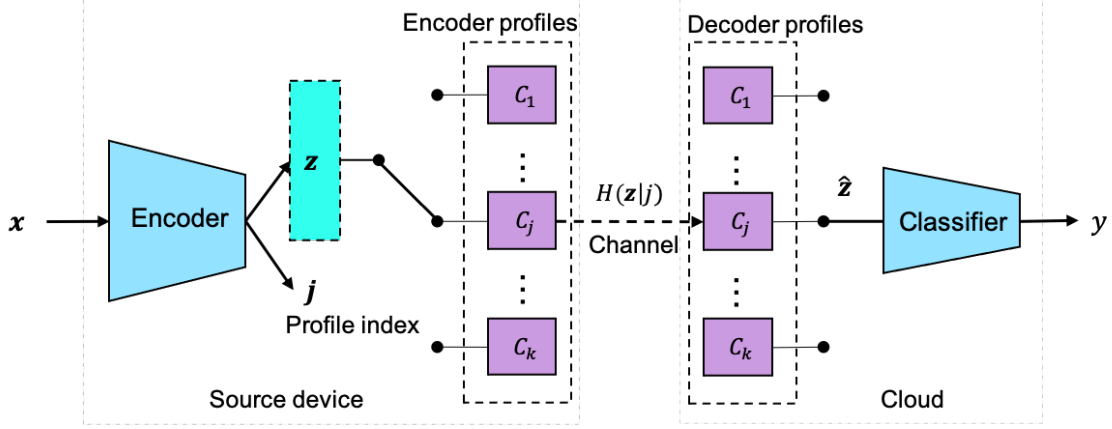 Encoder profiles
Decoder profiles
C₁
C₁
z
H(z|j)
ẑ
x
Encoder
Cⱼ
Cⱼ
Classifier
y
Channel
j
Profile index
Cₖ
Cₖ
Source device
Cloud